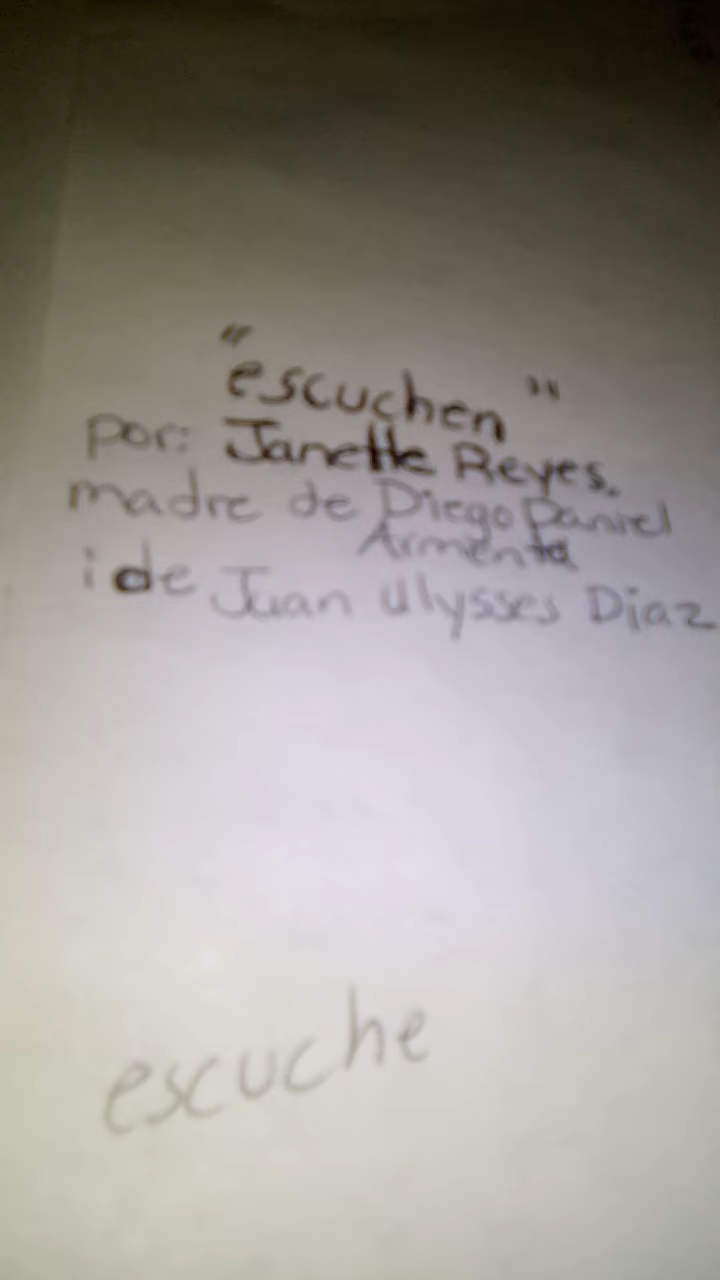 "escuchen"
por: Janette Reyes.
madre de Diego Daniel
Armenta
i de Juan Ulysses Diaz
escuche